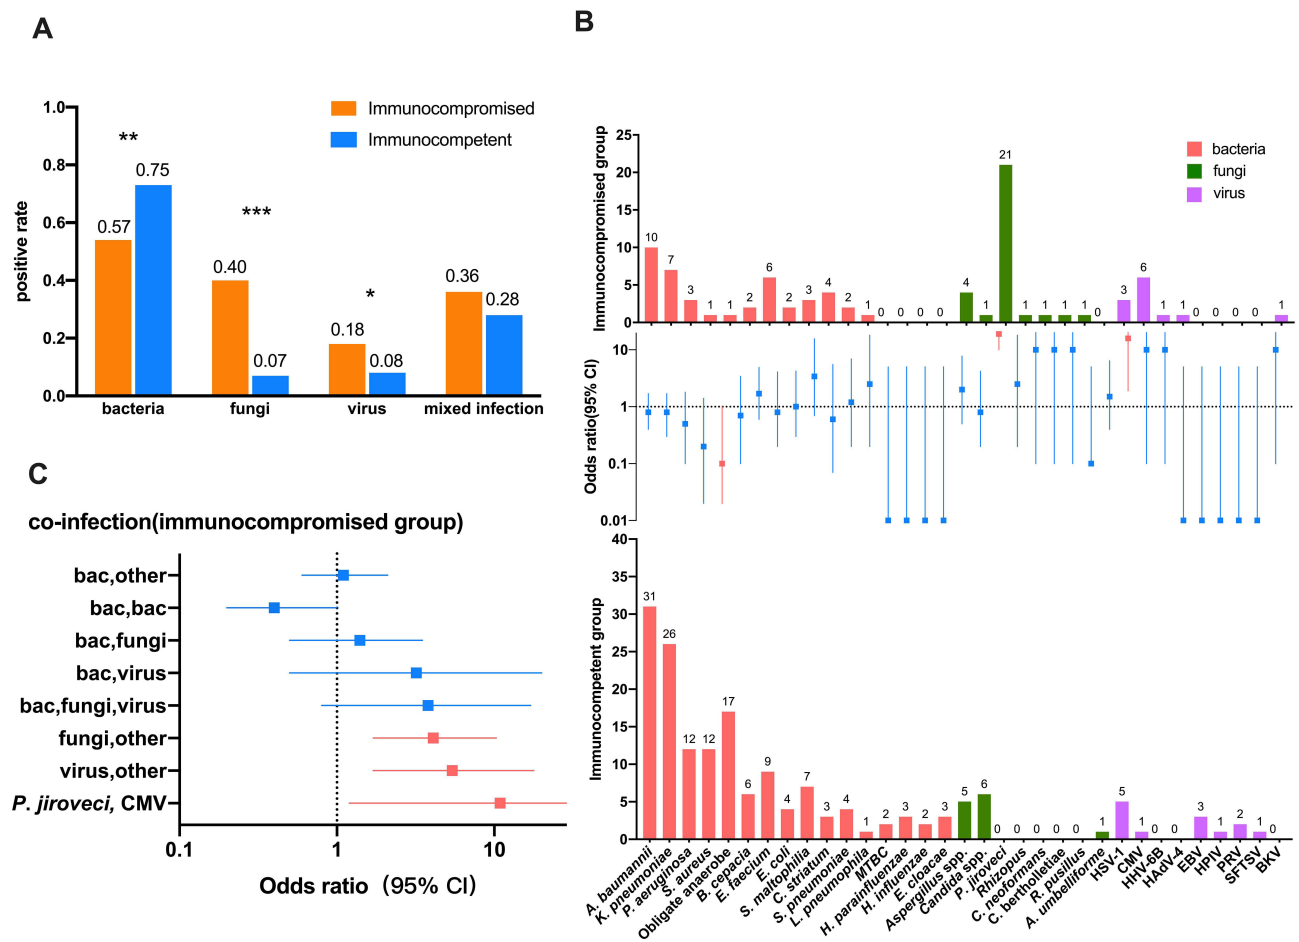 A
1.0
0.8
0.6
0.4
0.2
0.0
positive rate
Immunocompromised
Immunocompetent
**
0.57
0.75
***
0.40
0.07
*
0.18
0.08
0.36
0.28
bacteria
fungi
virus
mixed infection
B
Immunocompromised group
25
20
15
10
5
0
bacteria
fungi
virus
10 7 3 1 1 2 6 2 3 4 2 1 0 0 0 0 4 1 21 1 1 1 1 0 3 6 1 1 0 0 0 0 1
Odds ratio(95% CI)
10
1
0.1
0.01
Immunocompetent group
40
35
30
25
20
15
10
5
0
31 26 12 12 17 6 9 4 7 3 4 1 2 3 2 3 5 6 0 0 0 0 0 1 5 1 0 0 3 1 2 1 0
A. baumannii
K. pneumoniae
P. aeruginosa
S. aureus
Obligate anaerobe
B. cepacia
E. faecium
E. coli
S. maltophilia
C. striatum
S. pneumoniae
L. pneumophila
MTBC
H. parainfluenzae
H. influenzae
E. cloacae
Aspergillus spp.
Candida spp.
P. jiroveci
Rhizopus
C. neoformans
C. bertholletiae
R. pusillus
A. umbelliforme
HSV-1
CMV
HHV-6B
HAdV-4
EBV
HPIV
PRV
SFTSV
BKV
C
co-infection(immunocompromised group)
bac,other
bac,bac
bac,fungi
bac,virus
bac,fungi,virus
fungi,other
virus,other
P. jiroveci, CMV
0.1
1
10
Odds ratio (95% CI)